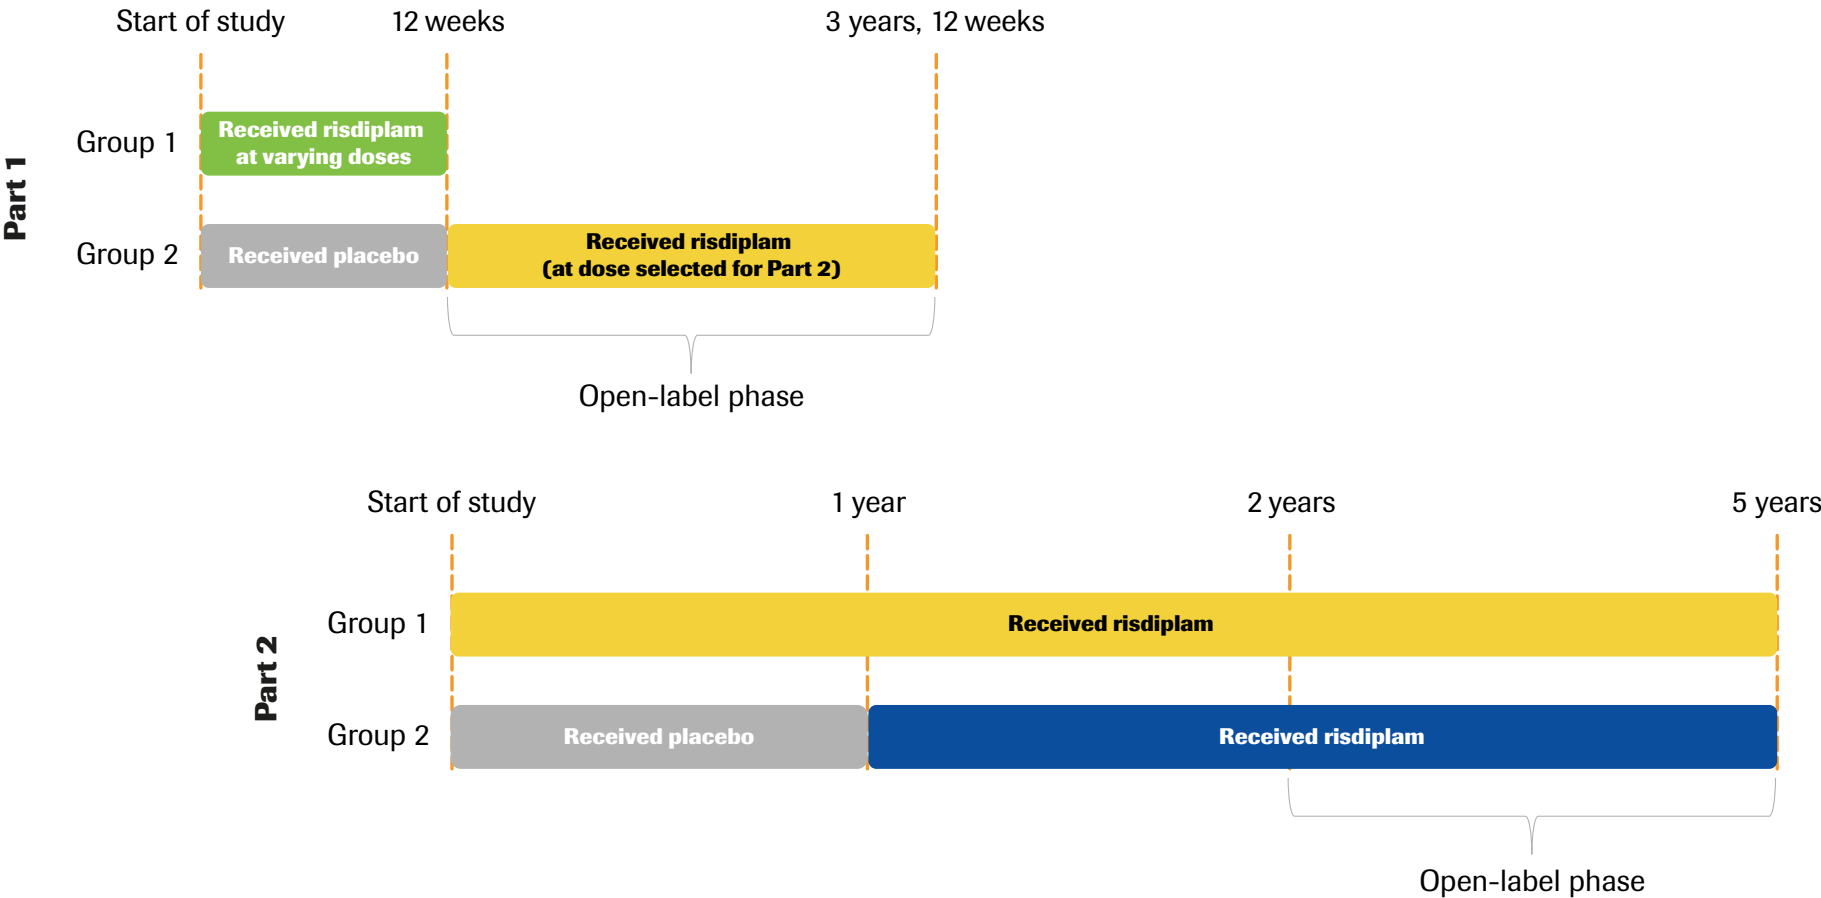 Start of study
12 weeks
3 years, 12 weeks
Part 1
Group 1
Received risdiplam
at varying doses
Group 2
Received placebo
Received risdiplam
(at dose selected for Part 2)
Open-label phase
Start of study
1 year
2 years
5 years
Part 2
Group 1
Received risdiplam
Group 2
Received placebo
Received risdiplam
Open-label phase